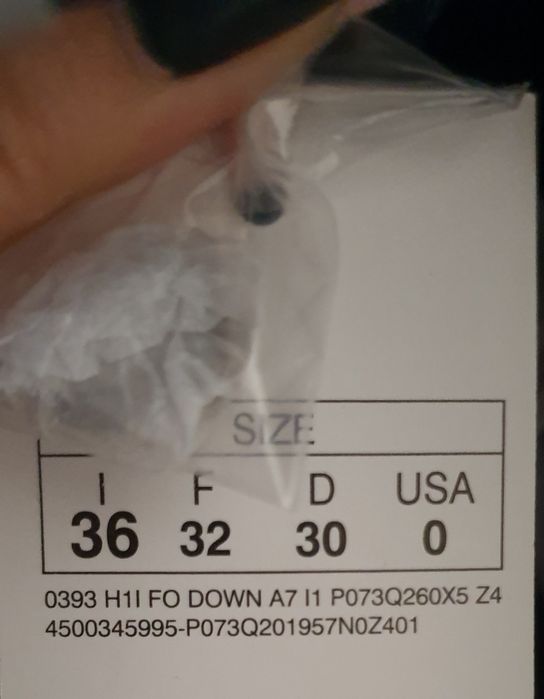 SIZE
I F D USA
36 32 30 0
0393 H1I FO DOWN A7 I1 P073Q260X5 Z4
4500345995-P073Q201957N0Z401